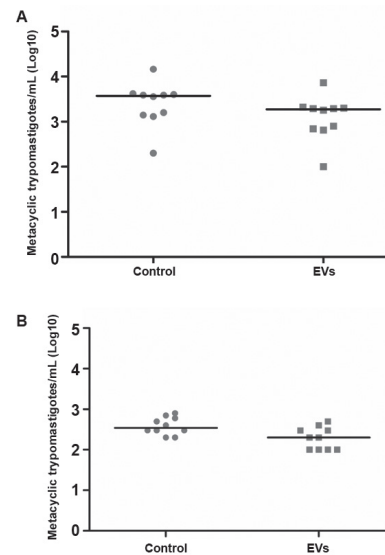 A
Metacyclic trypomastigotes/mL (Log10)
5
4
3
2
1
0
Control
EVs
B
Metacyclic trypomastigotes/mL (Log10)
5
4
3
2
1
0
Control
EVs